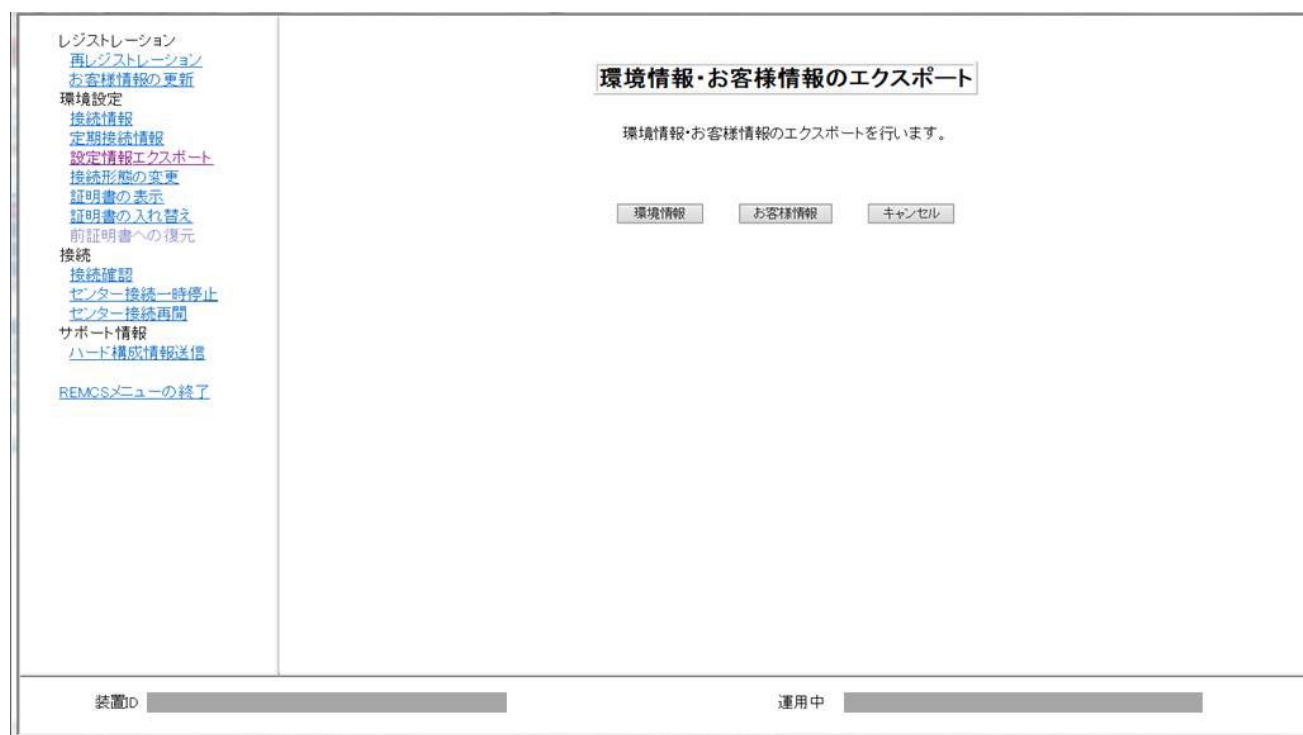 レジストレーション
再レジストレーション
お客様情報の更新
環境設定
接続情報
定期接続情報
設定情報エクスポート
接続形態の変更
証明書の表示
証明書の入れ替え
前証明書への復元
接続
接続確認
センター接続一時停止
センター接続再開
サポート情報
ハード構成情報送信
REMCSメニューの終了
環境情報・お客様情報のエクスポート
環境情報・お客様情報のエクスポートを行います。
環境情報 お客様情報 キャンセル
装置ID 運用中